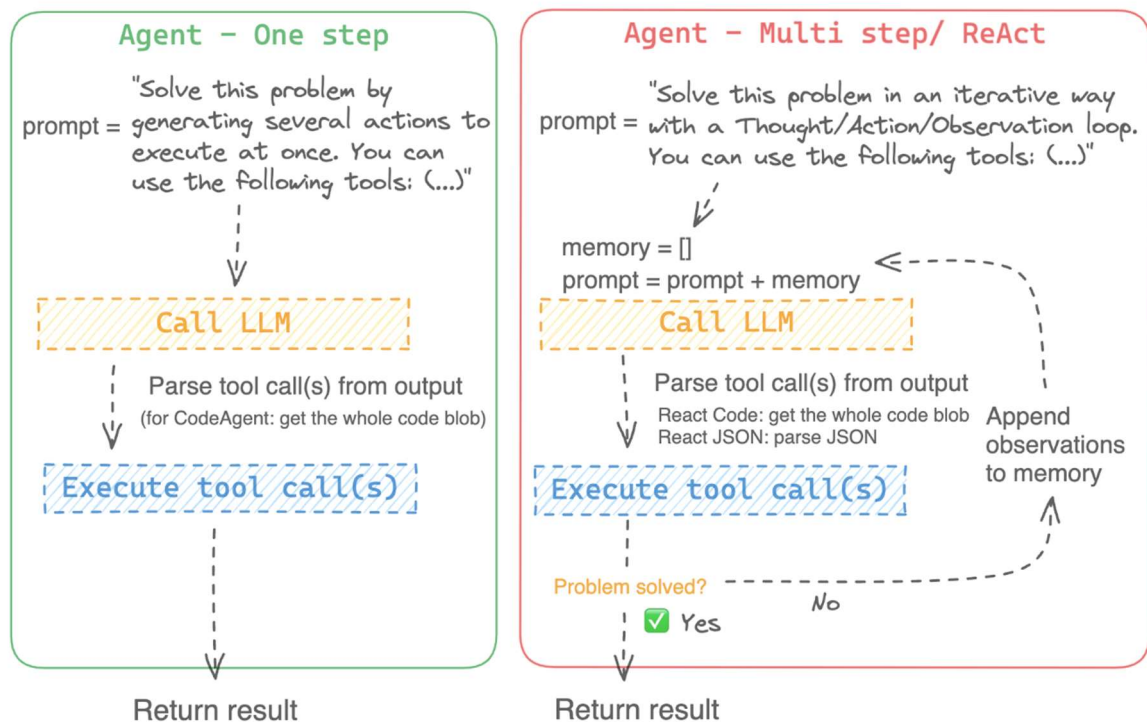 Agent - One step
"Solve this problem by
prompt = generating several actions to
execute at once. You can
use the following tools: (...)"
Call LLM
Parse tool call(s) from output
(for CodeAgent: get the whole code blob)
Execute tool call(s)
Return result
Agent - Multi step/ ReAct
"Solve this problem in an iterative way
prompt = with a Thought/Action/Observation loop.
You can use the following tools: (...)"
memory = []
prompt = prompt + memory
Call LLM
Parse tool call(s) from output
React Code: get the whole code blob
React JSON: parse JSON
Execute tool call(s)
Problem solved?
No
Yes
Append
observations
to memory
Return result